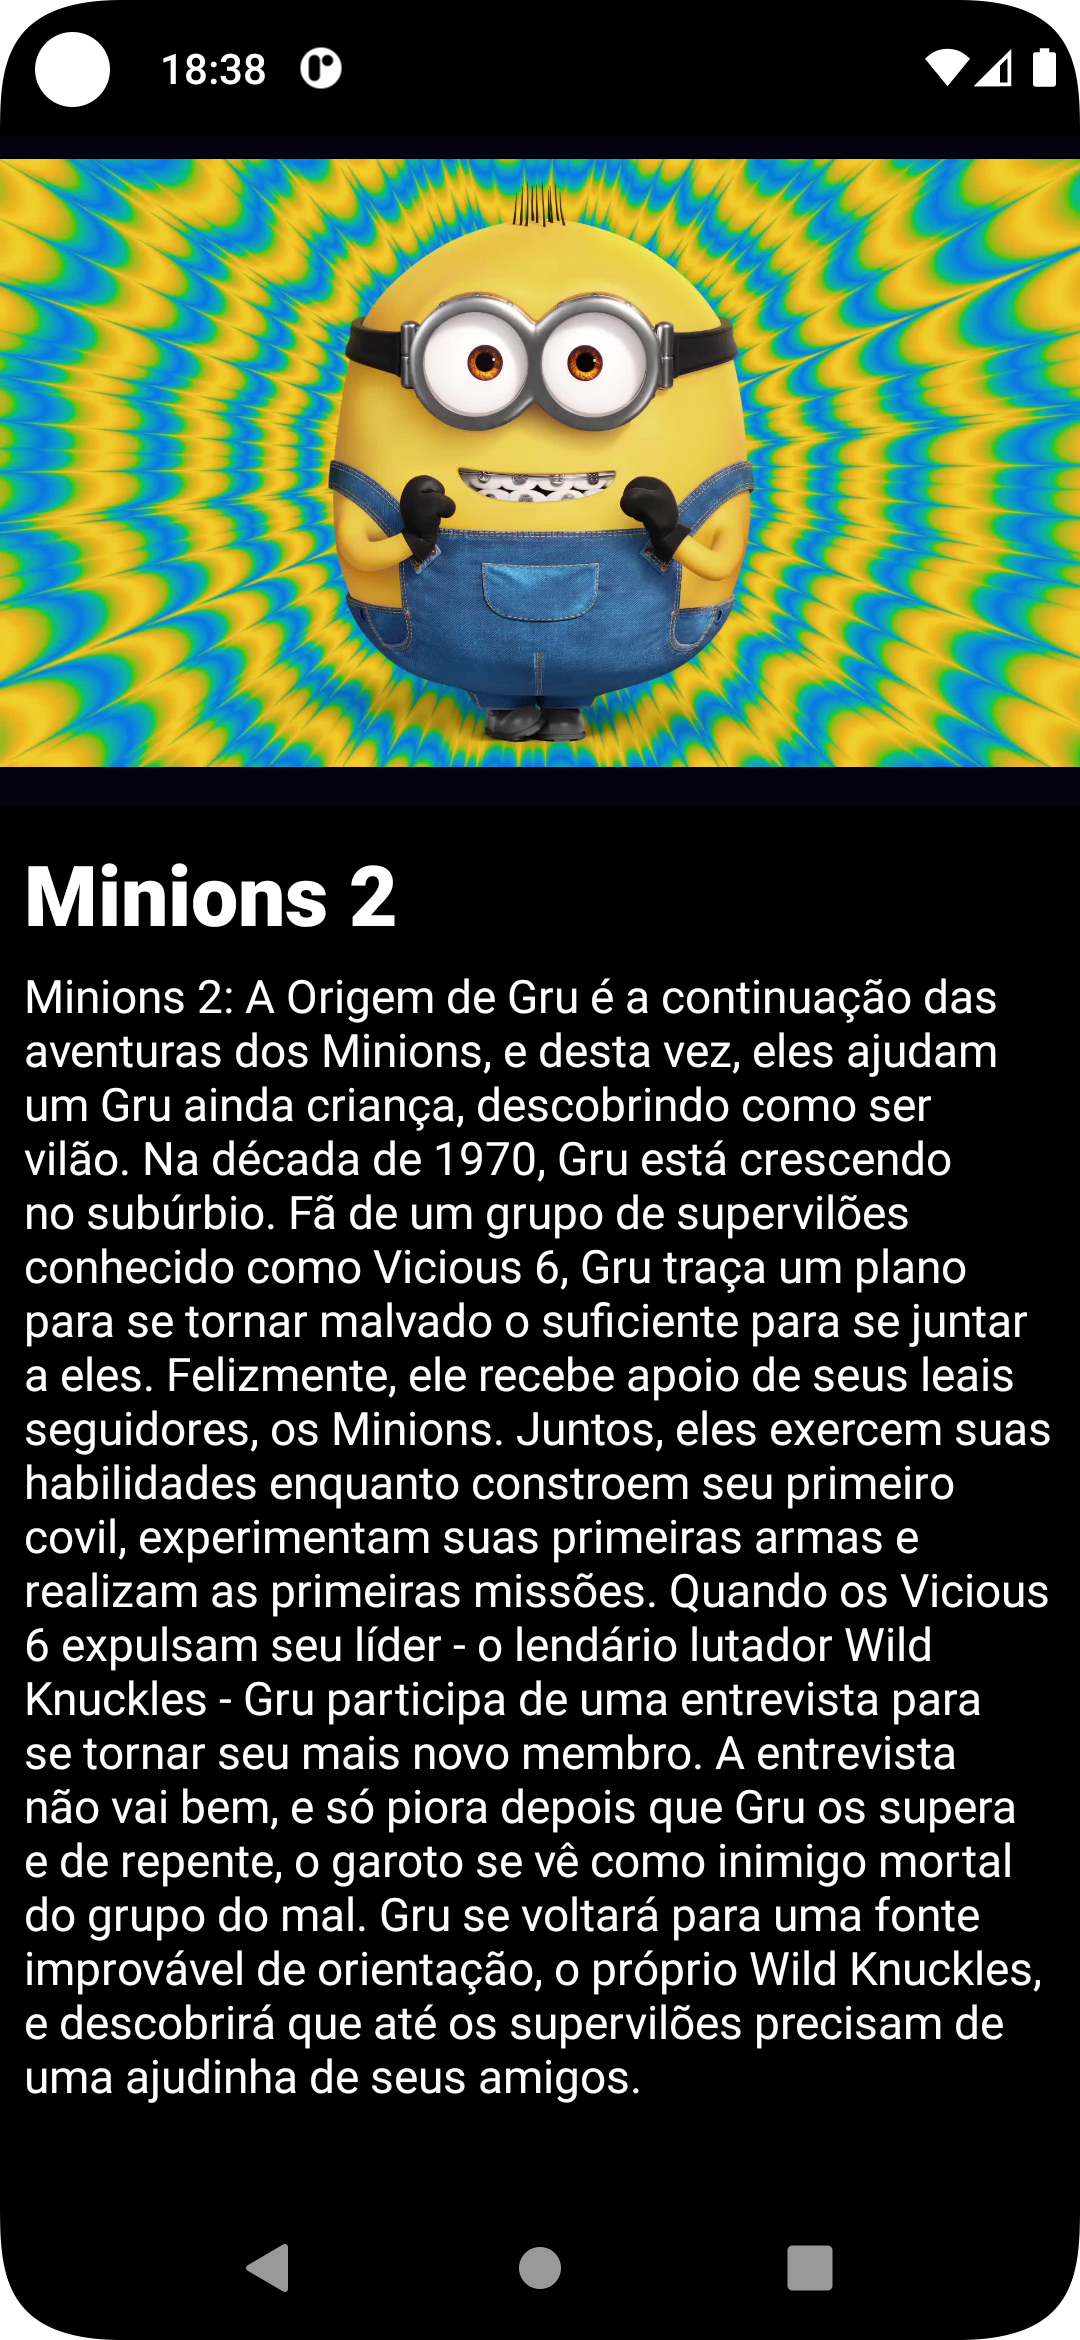 18:38
Minions 2
Minions 2: A Origem de Gru é a continuação das
aventuras dos Minions, e desta vez, eles ajudam
um Gru ainda criança, descobrindo como ser
vilão. Na década de 1970, Gru está crescendo
no subúrbio. Fã de um grupo de supervilões
conhecido como Vicious 6, Gru traça um plano
para se tornar malvado o suficiente para se juntar
a eles. Felizmente, ele recebe apoio de seus leais
seguidores, os Minions. Juntos, eles exercem suas
habilidades enquanto constroem seu primeiro
covil, experimentam suas primeiras armas e
realizam as primeiras missões. Quando os Vicious
6 expulsam seu líder - o lendário lutador Wild
Knuckles - Gru participa de uma entrevista para
se tornar seu mais novo membro. A entrevista
não vai bem, e só piora depois que Gru os supera
e de repente, o garoto se vê como inimigo mortal
do grupo do mal. Gru se voltará para uma fonte
improvável de orientação, o próprio Wild Knuckles,
e descobrirá que até os supervilões precisam de
uma ajudinha de seus amigos.